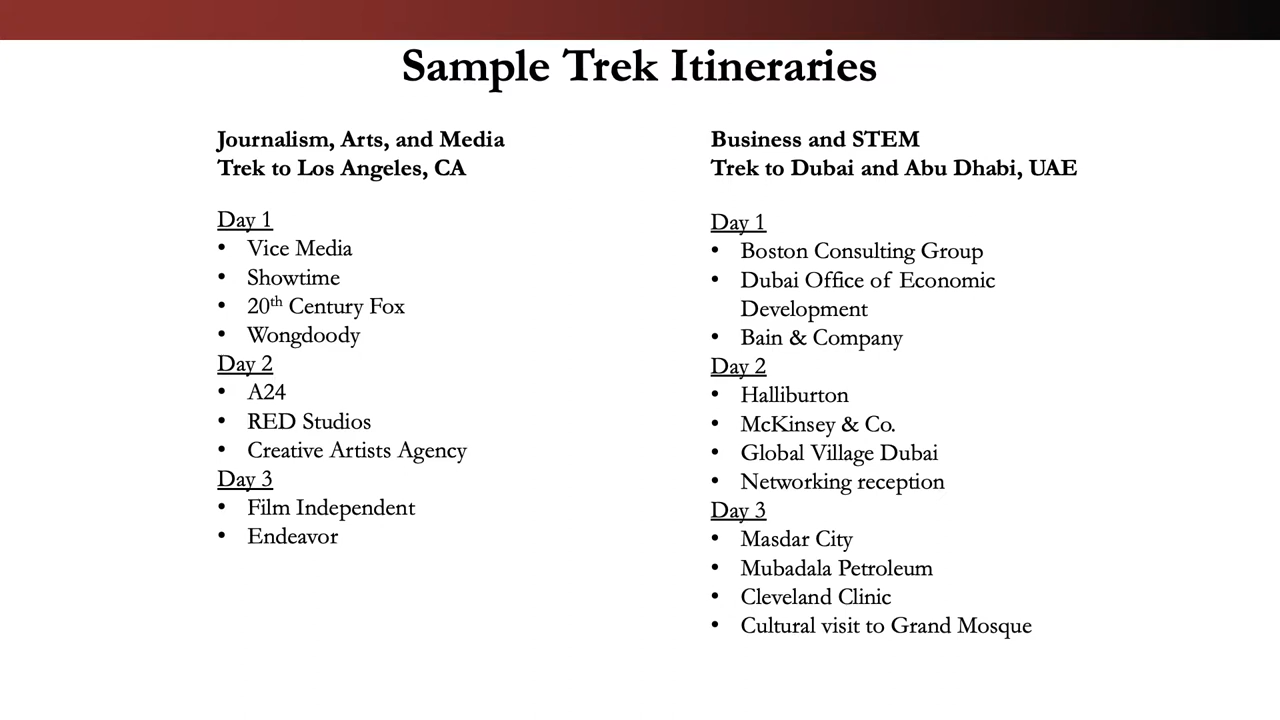 Sample Trek Itineraries
Journalism, Arts, and Media
Trek to Los Angeles, CA
Day 1
• Vice Media
• Showtime
• 20th Century Fox
• Wongdoody
Day 2
• A24
• RED Studios
• Creative Artists Agency
Day 3
• Film Independent
• Endeavor
Business and STEM
Trek to Dubai and Abu Dhabi, UAE
Day 1
• Boston Consulting Group
• Dubai Office of Economic
Development
• Bain & Company
Day 2
• Halliburton
• McKinsey & Co.
• Global Village Dubai
• Networking reception
Day 3
• Masdar City
• Mubadala Petroleum
• Cleveland Clinic
• Cultural visit to Grand Mosque